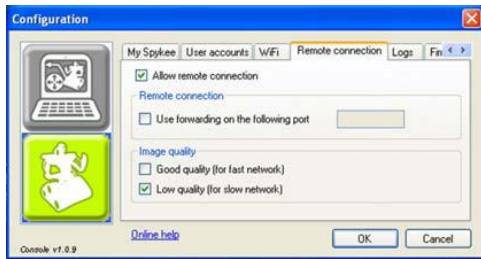 Configuration
My Spykee User accounts WiFi Remote connection Logs Fin
Allow remote connection
Remote connection
Use forwarding on the following port
Image quality
Good quality (for fast network)
Low quality (for slow network)
Online help
OK Cancel
Console v1.0.9